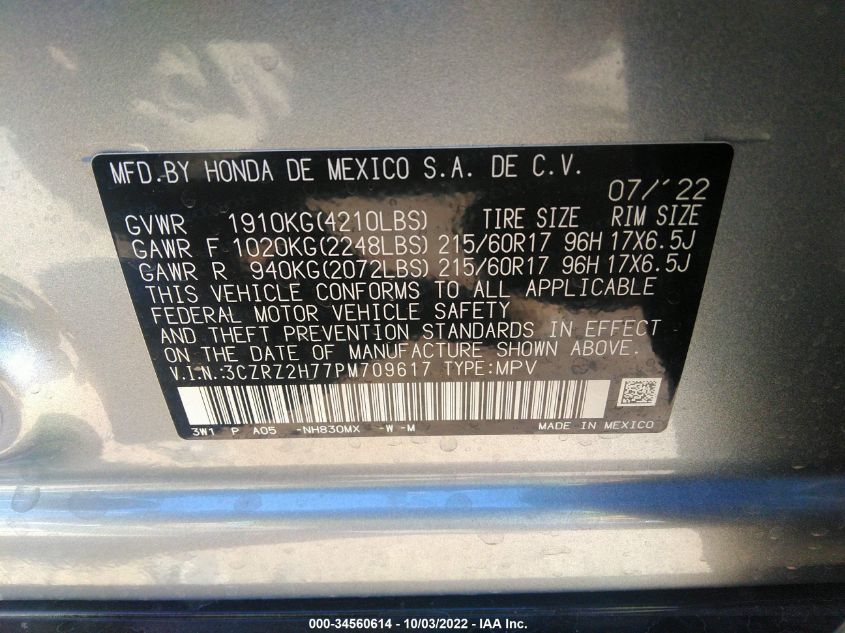 MFD.BY HONDA DE MEXICO S.A. DE C.V.
07/'22
GVWR 1910KG(4210LBS) TIRE SIZE RIM SIZE
GAWR F 1020KG(2248LBS) 215/60R17 96H 17X6.5J
GAWR R 940KG(2072LBS) 215/60R17 96H 17X6.5J
THIS VEHICLE CONFORMS TO ALL APPLICABLE
FEDERAL MOTOR VEHICLE SAFETY
AND THEFT PREVENTION STANDARDS IN EFFECT
ON THE DATE OF MANUFACTURE SHOWN ABOVE.
V.I.N.:3CZRZ2H77PM709617 TYPE:MPV
3W1 P A05 -NH830MX -W -M MADE IN MEXICO
000-34560614 - 10/03/2022 - IAA Inc.